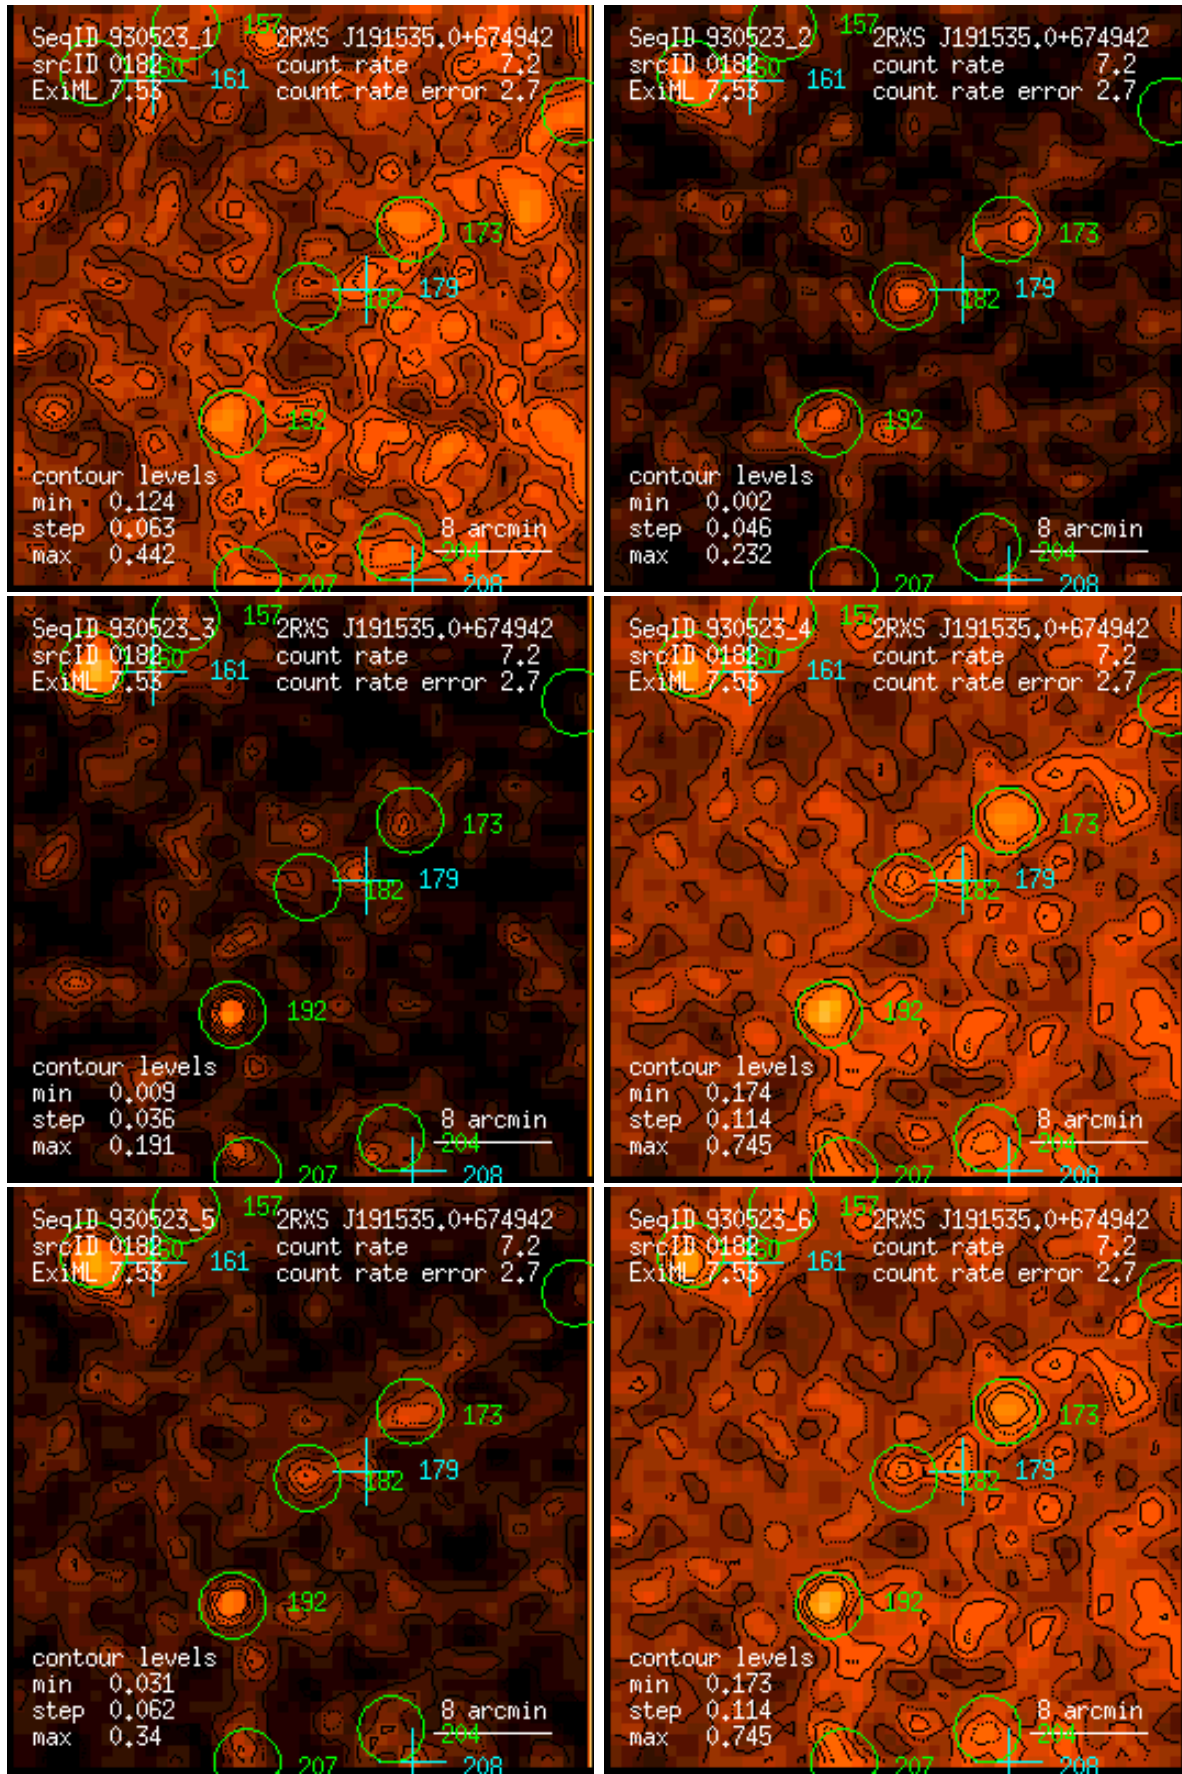 SeqID 930523_1 157 2RXS J191535.0+674942
srcID 0182 60 161 count rate 7.2
ExiML 7.53 count rate error 2.7
173
179
182
192
contour levels
min 0.124
step 0.063 8 arcmin
max 0.442 204
207 208
SeqID 930523_2 157 2RXS J191535.0+674942
srcID 0182 60 161 count rate 7.2
ExiML 7.53 count rate error 2.7
173
179
182
192
contour levels
min 0.002
step 0.046 8 arcmin
max 0.232 204
207 208
SeqID 930523_3 157 2RXS J191535.0+674942
srcID 0182 60 161 count rate 7.2
ExiML 7.53 count rate error 2.7
173
179
182
192
contour levels
min 0.009
step 0.036 8 arcmin
max 0.191 204
207 208
SeqID 930523_4 157 2RXS J191535.0+674942
srcID 0182 60 161 count rate 7.2
ExiML 7.53 count rate error 2.7
173
179
182
192
contour levels
min 0.174
step 0.114 8 arcmin
max 0.745 204
207 208
SeqID 930523_5 157 2RXS J191535.0+674942
srcID 0182 60 161 count rate 7.2
ExiML 7.53 count rate error 2.7
173
179
182
192
contour levels
min 0.031
step 0.062 8 arcmin
max 0.34 204
207 208
SeqID 930523_6 157 2RXS J191535.0+674942
srcID 0182 60 161 count rate 7.2
ExiML 7.53 count rate error 2.7
173
179
182
192
contour levels
min 0.173
step 0.114 8 arcmin
max 0.745 204
207 208